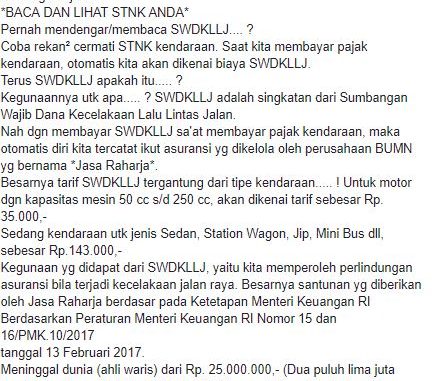 *BACA DAN LIHAT STNK ANDA*
Pernah mendengar/membaca SWDKLLJ.... ?
Coba rekan² cermati STNK kendaraan. Saat kita membayar pajak
kendaraan, otomatis kita akan dikenai biaya SWDKLLJ.
Terus SWDKLLJ apakah itu..... ?
Kegunaannya utk apa..... ? SWDKLLJ adalah singkatan dari Sumbangan
Wajib Dana Kecelakaan Lalu Lintas Jalan.
Nah dgn membayar SWDKLLJ sa'at membayar pajak kendaraan, maka
otomatis diri kita tercatat ikut asuransi yg dikelola oleh perusahaan BUMN
yg bernama *Jasa Raharja*.
Besarnya tarif SWDKLLJ tergantung dari tipe kendaraan..... ! Untuk motor
dgn kapasitas mesin 50 cc s/d 250 cc, akan dikenai tarif sebesar Rp.
35.000,-
Sedang kendaraan utk jenis Sedan, Station Wagon, Jip, Mini Bus dll,
sebesar Rp.143.000,-
Kegunaan yg didapat dari SWDKLLJ, yaitu kita memperoleh perlindungan
asuransi bila terjadi kecelakaan jalan raya. Besarnya santunan yg diberikan
oleh Jasa Raharja berdasar pada Ketetapan Menteri Keuangan RI
Berdasarkan Peraturan Menteri Keuangan RI Nomor 15 dan
16/PMK.10/2017
tanggal 13 Februari 2017.
Meninggal dunia (ahli waris) dari Rp. 25.000.000,- (Dua puluh lima juta